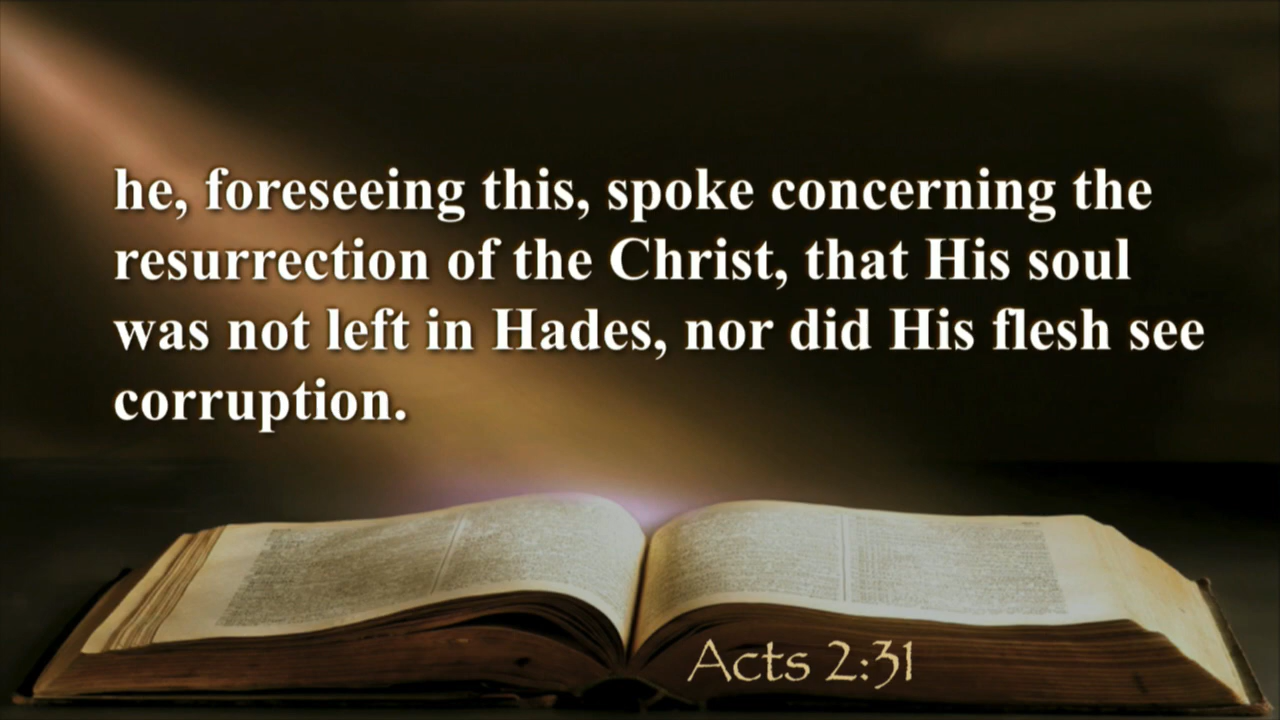 he, foreseeing this, spoke concerning the
resurrection of the Christ, that His soul
was not left in Hades, nor did His flesh see
corruption.
Acts 2:31